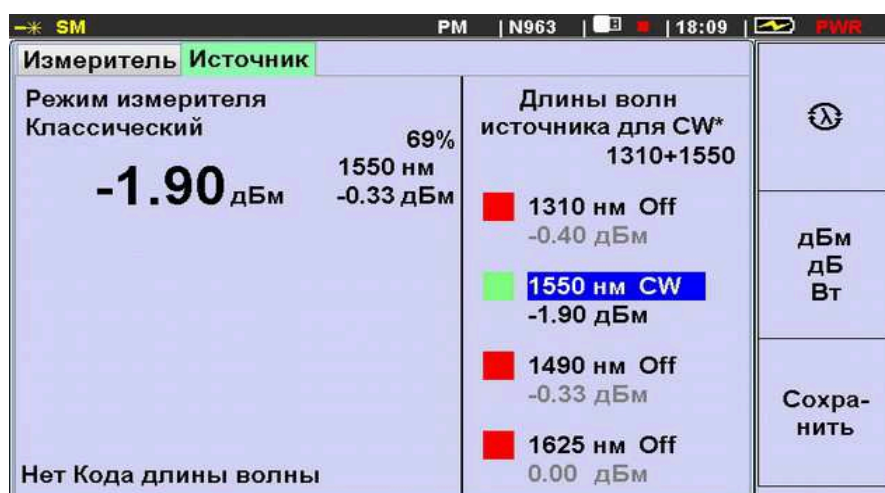 SM PM | N963 | | 18:09 | PWR
Измеритель Источник
Режим измерителя
Классический
69%
1550 нм
-1.90 дБм -0.33 дБм
Длины волн
источника для CW*
1310+1550
1310 нм Off
-0.40 дБм
1550 нм CW
-1.90 дБм
1490 нм Off
-0.33 дБм
1625 нм Off
0.00 дБм
Нет Кода длины волны
λ
дБм
дБ
Вт
Сохра-
нить